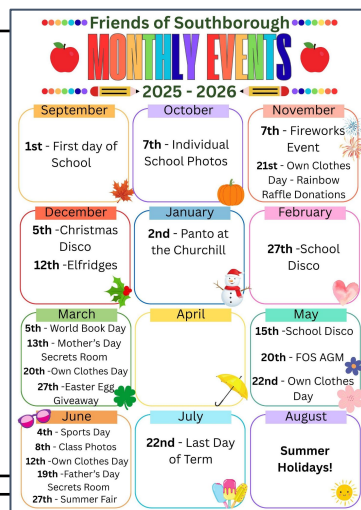 Friends of Southborough
MONTHLY EVENTS
2025 - 2026
September
1st - First day of
School
October
7th - Individual
School Photos
November
7th - Fireworks
Event
21st - Own Clothes
Day - Rainbow
Raffle Donations
December
5th -Christmas
Disco
12th -Elfridges
January
2nd - Panto at
the Churchill
February
27th -School
Disco
March
5th - World Book Day
13th - Mother's Day
Secrets Room
20th -Own Clothes Day
27th -Easter Egg
Giveaway
April
May
15th -School Disco
20th - FOS AGM
22nd - Own Clothes
Day
June
4th - Sports Day
8th - Class Photos
12th -Own Clothes Day
19th -Father's Day
Secrets Room
27th - Summer Fair
July
22nd - Last Day
of Term
August
Summer
Holidays!